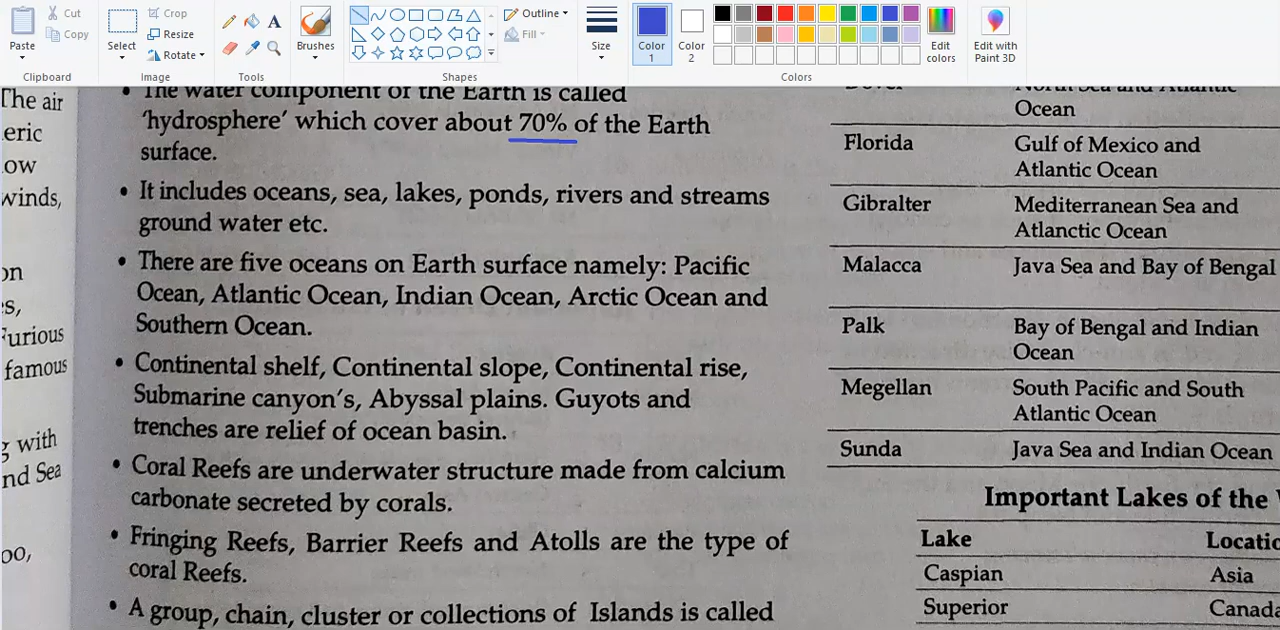 Cut
Copy
Paste
Clipboard
Crop
Resize
Rotate
Select
Image
A
Tools
Brushes
Outline
Fill
Shapes
Size
Color
1
Color
2
Edit
colors
Colors
Edit with
Paint 3D
The air
eric
ow
winds,
on
es,
Furious
famous
g with
nd Sea
oo,
• The water component of the Earth is called
'hydrosphere' which cover about 70% of the Earth
surface.
• It includes oceans, sea, lakes, ponds, rivers and streams
ground water etc.
• There are five oceans on Earth surface namely: Pacific
Ocean, Atlantic Ocean, Indian Ocean, Arctic Ocean and
Southern Ocean.
• Continental shelf, Continental slope, Continental rise,
Submarine canyon's, Abyssal plains. Guyots and
trenches are relief of ocean basin.
• Coral Reefs are underwater structure made from calcium
carbonate secreted by corals.
• Fringing Reefs, Barrier Reefs and Atolls are the type of
coral Reefs.
• A group, chain, cluster or collections of Islands is called
Dover North Sea and Atlantic
Ocean
Florida Gulf of Mexico and
Atlantic Ocean
Gibralter Mediterranean Sea and
Atlanctic Ocean
Malacca Java Sea and Bay of Bengal
Palk Bay of Bengal and Indian
Ocean
Megellan South Pacific and South
Atlantic Ocean
Sunda Java Sea and Indian Ocean
Important Lakes of the
Lake Locatio
Caspian Asia
Superior Canada